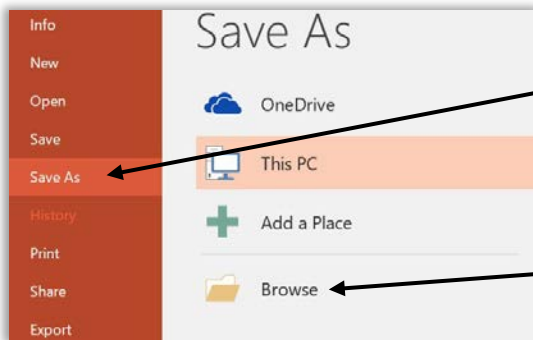 Info
New
Open
Save
Save As
History
Print
Share
Export
Save As
OneDrive
This PC
Add a Place
Browse